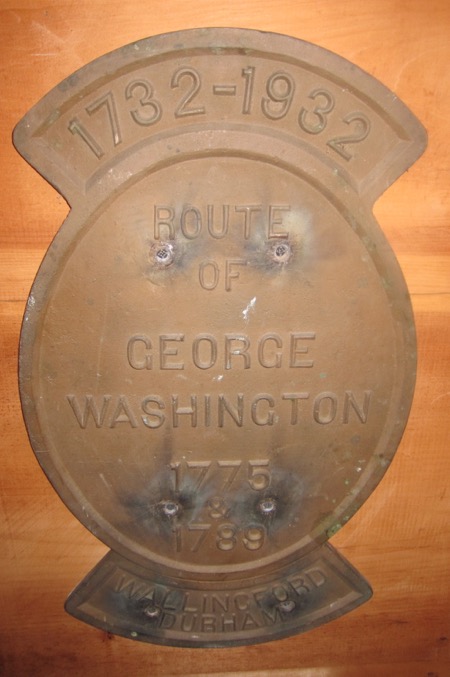 1732-1932
ROUTE
OF
GEORGE
WASHINGTON
1775
&
1789
WALLINGFORD
DURHAM